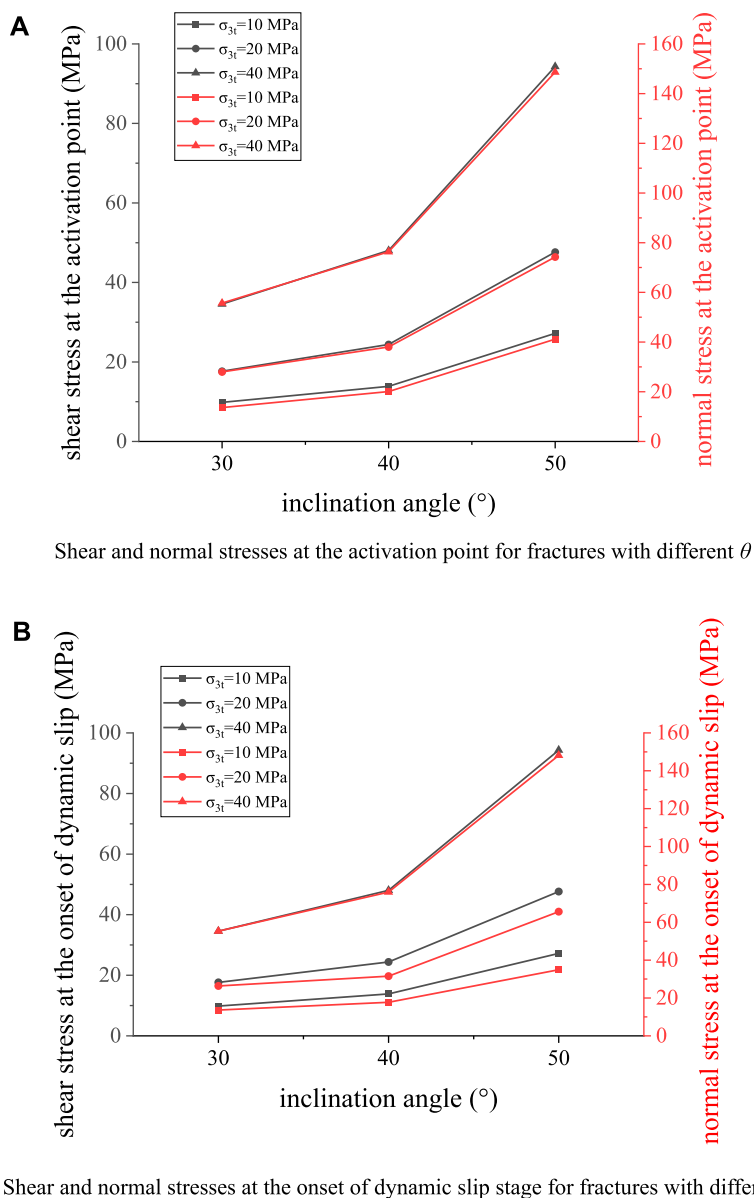 A
σ3t=10 MPa
σ3t=20 MPa
σ3t=40 MPa
σ3t=10 MPa
σ3t=20 MPa
σ3t=40 MPa
shear stress at the activation point (MPa)
100
80
60
40
20
0
normal stress at the activation point (MPa)
160
140
120
100
80
60
40
20
0
30 40 50
inclination angle (°)
Shear and normal stresses at the activation point for fractures with different θ
B
σ3t=10 MPa
σ3t=20 MPa
σ3t=40 MPa
σ3t=10 MPa
σ3t=20 MPa
σ3t=40 MPa
shear stress at the onset of dynamic slip (MPa)
100
80
60
40
20
0
normal stress at the onset of dynamic slip (MPa)
160
140
120
100
80
60
40
20
0
30 40 50
inclination angle (°)
Shear and normal stresses at the onset of dynamic slip stage for fractures with differ